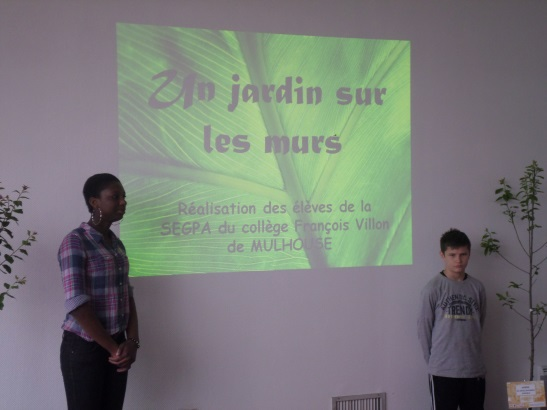 Un jardin sur
les murs
Réalisation des élèves de la
SEGPA du collège François Villon
de MULHOUSE